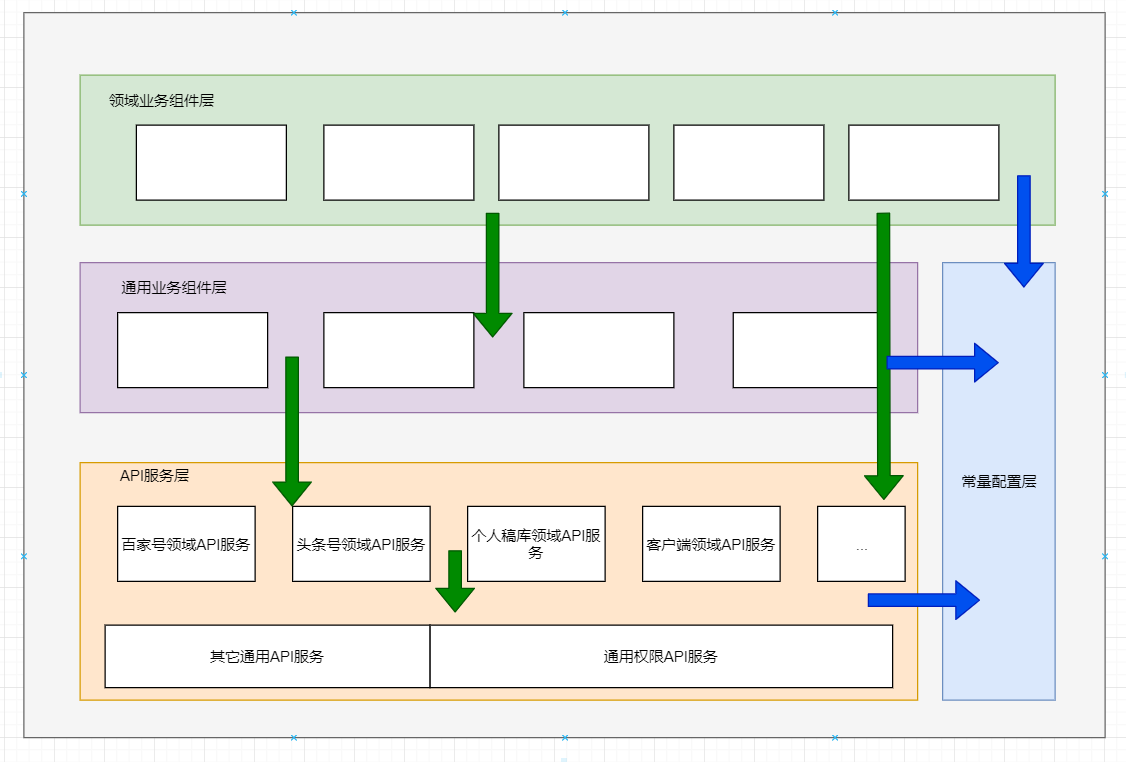 领域业务组件层
通用业务组件层
API服务层
百家号领域API服务
头条号领域API服务
个人稿库领域API服
务
客户端领域API服务
...
常量配置层
其它通用API服务
通用权限API服务